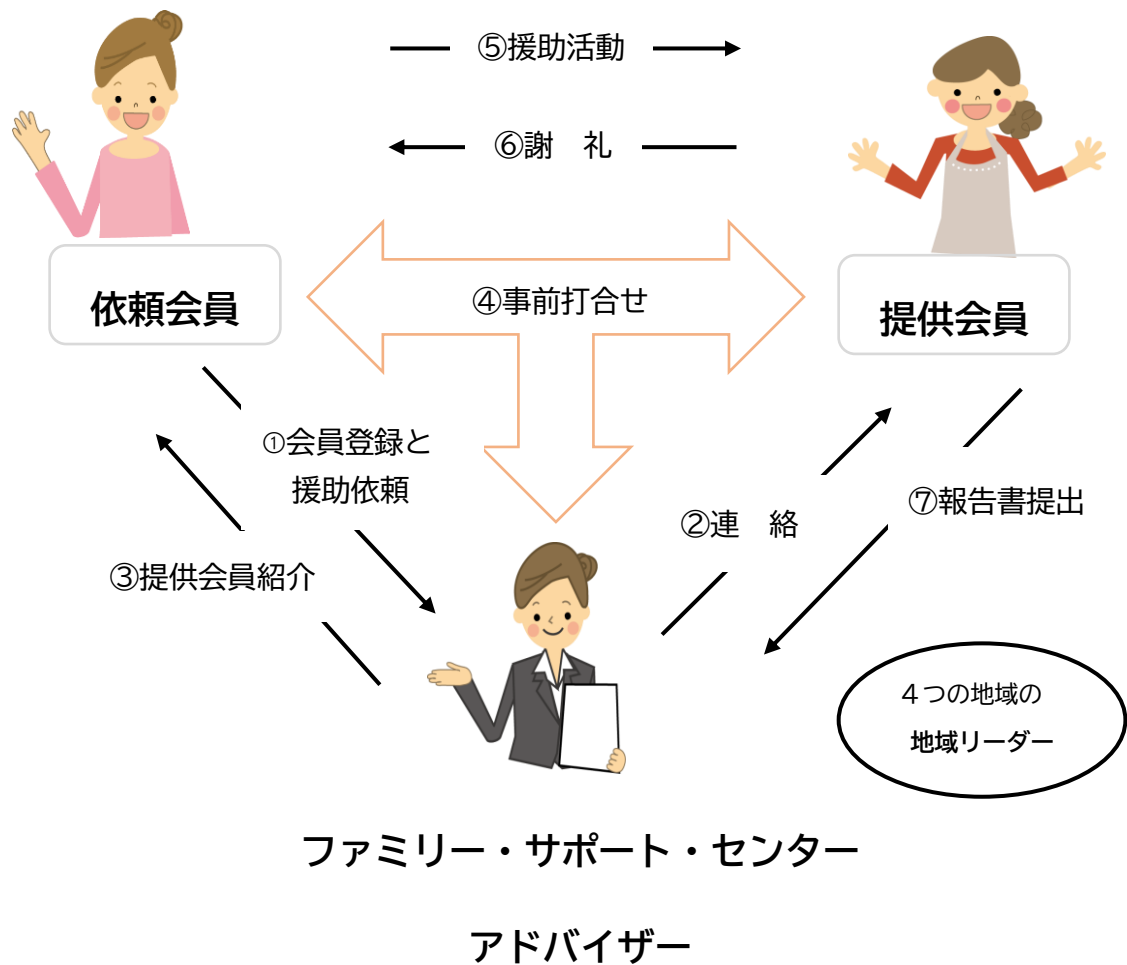 ⑤援助活動
⑥謝　礼
依頼会員
④事前打合せ
提供会員
①会員登録と
援助依頼
②連　絡
⑦報告書提出
③提供会員紹介
４つの地域の
地域リーダー
ファミリー・サポート・センター
アドバイザー